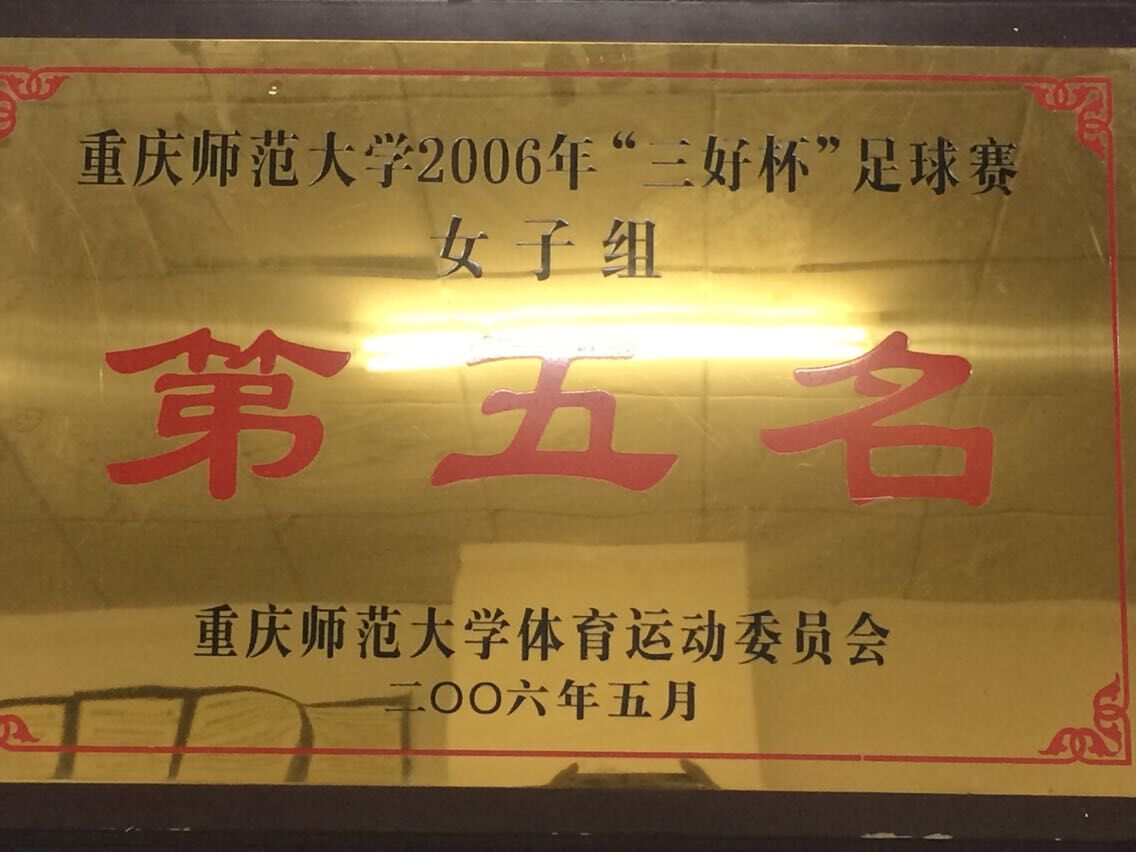 重庆师范大学2006年“三好杯”足球赛
女子组
第五名
重庆师范大学体育运动委员会
二〇〇六年五月